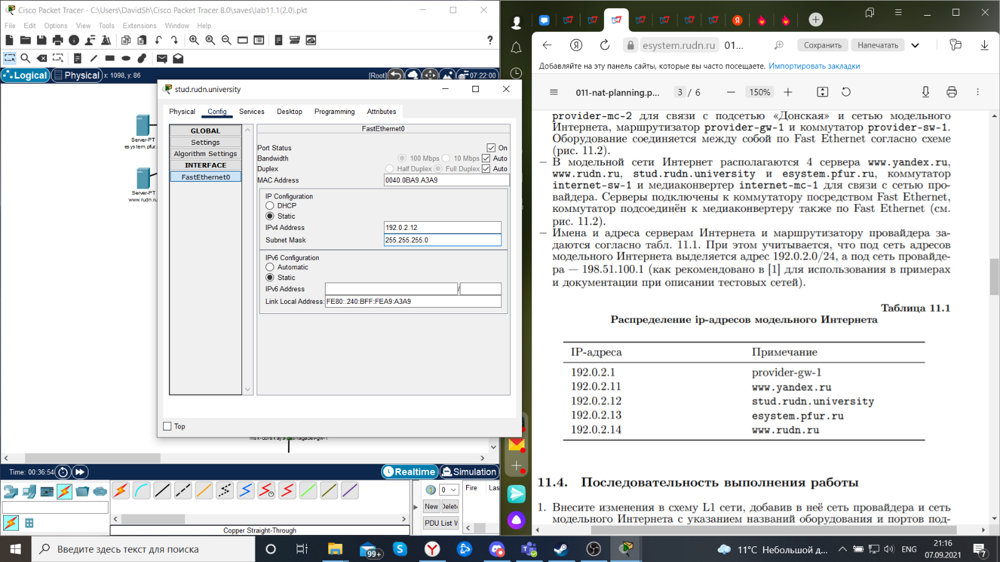 Cisco Packet Tracer - C:\Users\DavidSh\Cisco Packet Tracer 8.0\saves\lab11.1(2.0).pkt
File Edit Options View Tools Extensions Window Help
?
Logical
Physical
x: 1098, y: 86
[Root]
07:22:00
Server-PT
esystem.pfur.
Server-PT
www.rudn.ru
stud.rudn.university
Physical Config Services Desktop Programming Attributes
GLOBAL
Settings
Algorithm Settings
INTERFACE
FastEthernet0
FastEthernet0
Port Status On
Bandwidth 100 Mbps 10 Mbps Auto
Duplex Half Duplex Full Duplex Auto
MAC Address 0040.0BA9.A3A9
IP Configuration
DHCP
Static
IPv4 Address 192.0.2.12
Subnet Mask 255.255.255.0
IPv6 Configuration
Automatic
Static
IPv6 Address /
Link Local Address: FE80::240:BFF:FEA9:A3A9
Top
Time: 00:36:54
Realtime
Simulation
0
Fire Las
New
PDU List W
Copper Straight-Through
esystem.rudn.ru 01...
Сохранить
Напечатать
Добавляйте на эту панель сайты, которые вы часто посещаете. Импортировать закладки
011-nat-planning.p... 3 / 6 150%
provider-mc-2 для связи с подсетью «Донская» и сетью модельного
Интернета, маршрутизатор provider-gw-1 и коммутатор provider-sw-1.
Оборудование соединяется между собой по Fast Ethernet согласно схеме
(рис. 11.2).
– В модельной сети Интернет располагаются 4 сервера www.yandex.ru,
www.rudn.ru, stud.rudn.university и esystem.pfur.ru, коммутатор
internet-sw-1 и медиаконвертер internet-mc-1 для связи с сетью про-
вайдера. Серверы подключены к коммутатору посредством Fast Ethernet,
коммутатор подсоединён к медиаконвертеру также по Fast Ethernet (см.
рис. 11.2).
– Имена и адреса серверам Интернета и маршрутизатору провайдера за-
даются согласно табл. 11.1. При этом учитывается, что под сеть адресов
модельного Интернета выделяется адрес 192.0.2.0/24, а под сеть провайде-
ра — 198.51.100.1 (как рекомендовано в [1] для использования в примерах
и документации при описании тестовых сетей).
Таблица 11.1
Распределение ip-адресов модельного Интернета
IP-адреса Примечание
192.0.2.1 provider-gw-1
192.0.2.11 www.yandex.ru
192.0.2.12 stud.rudn.university
192.0.2.13 esystem.pfur.ru
192.0.2.14 www.rudn.ru
11.4. Последовательность выполнения работы
1. Внесите изменения в схему L1 сети, добавив в неё сеть провайдера и сеть
модельного Интернета с указанием названий оборудования и портов под-
Введите здесь текст для поиска
99+
11°C Небольшой д...
ENG
21:16
07.09.2021
7